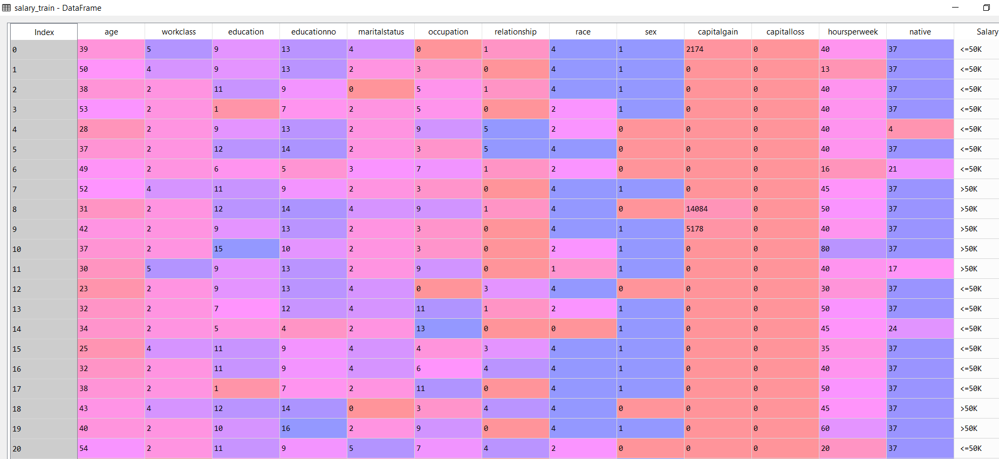 salary_train - DataFrame
Index age workclass education educationno maritalstatus occupation relationship race sex capitalgain capitalloss hoursperweek native Salary
0 39 5 9 13 4 0 1 4 1 2174 0 40 37 <=50K
1 50 4 9 13 2 3 0 4 1 0 0 13 37 <=50K
2 38 2 11 9 0 5 1 4 1 0 0 40 37 <=50K
3 53 2 1 7 2 5 0 2 1 0 0 40 37 <=50K
4 28 2 9 13 2 9 5 2 0 0 0 40 4 <=50K
5 37 2 12 14 2 3 5 4 0 0 0 40 37 <=50K
6 49 2 6 5 3 7 1 2 0 0 0 16 21 <=50K
7 52 4 11 9 2 3 0 4 1 0 0 45 37 >50K
8 31 2 12 14 4 9 1 4 0 14084 0 50 37 >50K
9 42 2 9 13 2 3 0 4 1 5178 0 40 37 >50K
10 37 2 15 10 2 3 0 2 1 0 0 80 37 >50K
11 30 5 9 13 2 9 0 1 1 0 0 40 17 >50K
12 23 2 9 13 4 0 3 4 0 0 0 30 37 <=50K
13 32 2 7 12 4 11 1 2 1 0 0 50 37 <=50K
14 34 2 5 4 2 13 0 0 1 0 0 45 24 <=50K
15 25 4 11 9 4 4 3 4 1 0 0 35 37 <=50K
16 32 2 11 9 4 6 4 4 1 0 0 40 37 <=50K
17 38 2 1 7 2 11 0 4 1 0 0 50 37 <=50K
18 43 4 12 14 0 3 4 4 0 0 0 45 37 >50K
19 40 2 10 16 2 9 0 4 1 0 0 60 37 >50K
20 54 2 11 9 5 7 4 2 0 0 0 20 37 <=50K